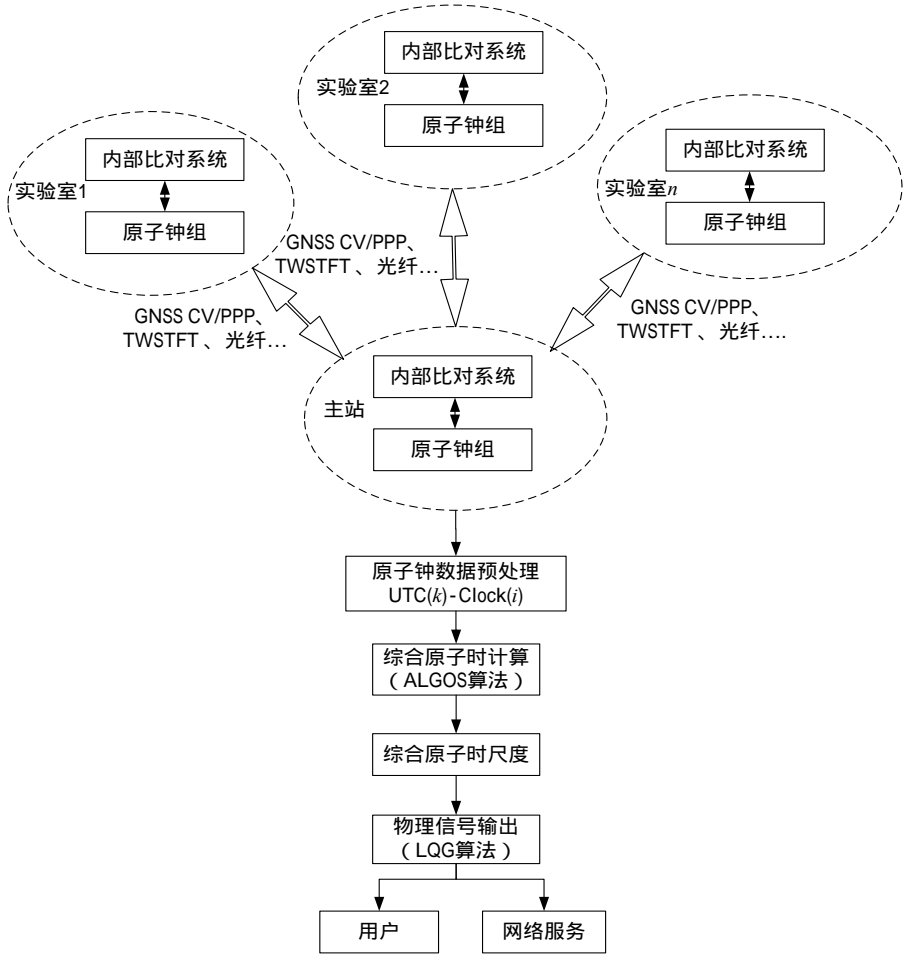 内部比对系统
实验室2
原子钟组
内部比对系统
实验室1
原子钟组
内部比对系统
实验室n
原子钟组
GNSS CV/PPP、
TWSTFT 、光纤…
GNSS CV/PPP、
TWSTFT 、光纤…
GNSS CV/PPP、
TWSTFT 、光纤….
内部比对系统
主站
原子钟组
原子钟数据预处理
UTC(k)-Clock(i)
综合原子时计算
（ALGOS算法）
综合原子时尺度
物理信号输出
（LQG算法）
用户
网络服务